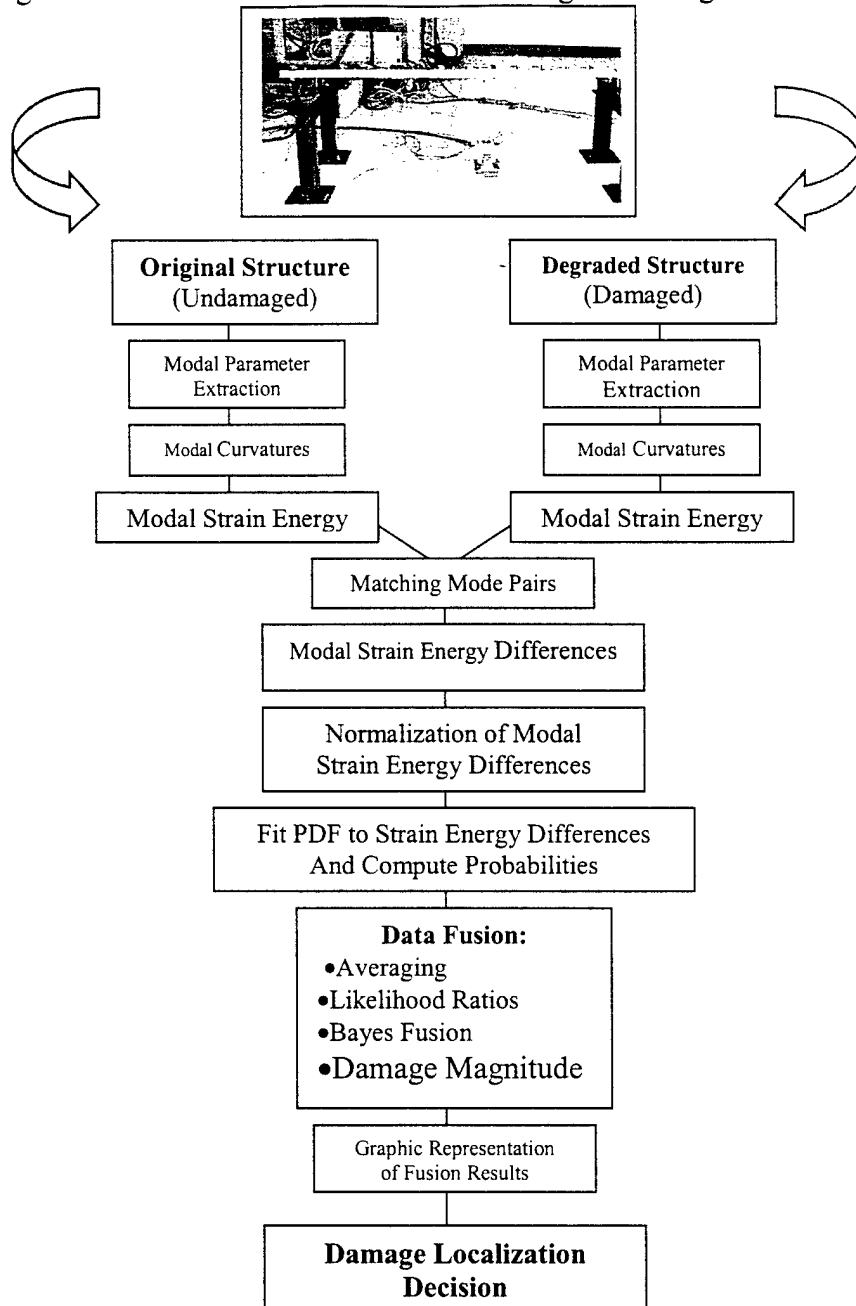 Original Structure
(Undamaged)
Degraded Structure
(Damaged)
Modal Parameter
Extraction
Modal Parameter
Extraction
Modal Curvatures
Modal Curvatures
Modal Strain Energy
Modal Strain Energy
Matching Mode Pairs
Modal Strain Energy Differences
Normalization of Modal
Strain Energy Differences
Fit PDF to Strain Energy Differences
And Compute Probabilities
Data Fusion:
•Averaging
•Likelihood Ratios
•Bayes Fusion
•Damage Magnitude
Graphic Representation
of Fusion Results
Damage Localization
Decision